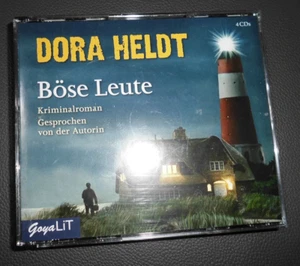 DORA HELDT
4 CDs
Böse Leute
Kriminalroman
Gesprochen
von der Autorin
GoyaLiT